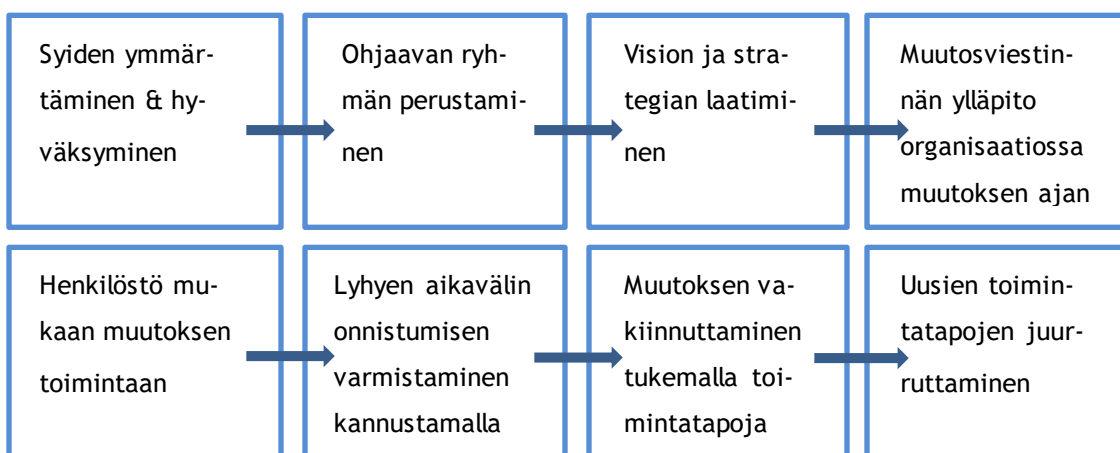 Syiden ymmär-
täminen & hy-
väksyminen
Ohjaavan ryh-
män perustami-
nen
Vision ja stra-
tegian laatimi-
nen
Muutosviestin-
nän ylläpito
organisaatiossa
muutoksen ajan
Henkilöstö mu-
kaan muutoksen
toimintaan
Lyhyen aikavälin
onnistumisen
varmistaminen
kannustamalla
Muutoksen va-
kiinnuttaminen
tukemalla toi-
mintatapoja
Uusien toimin-
tatapojen juur-
ruttaminen